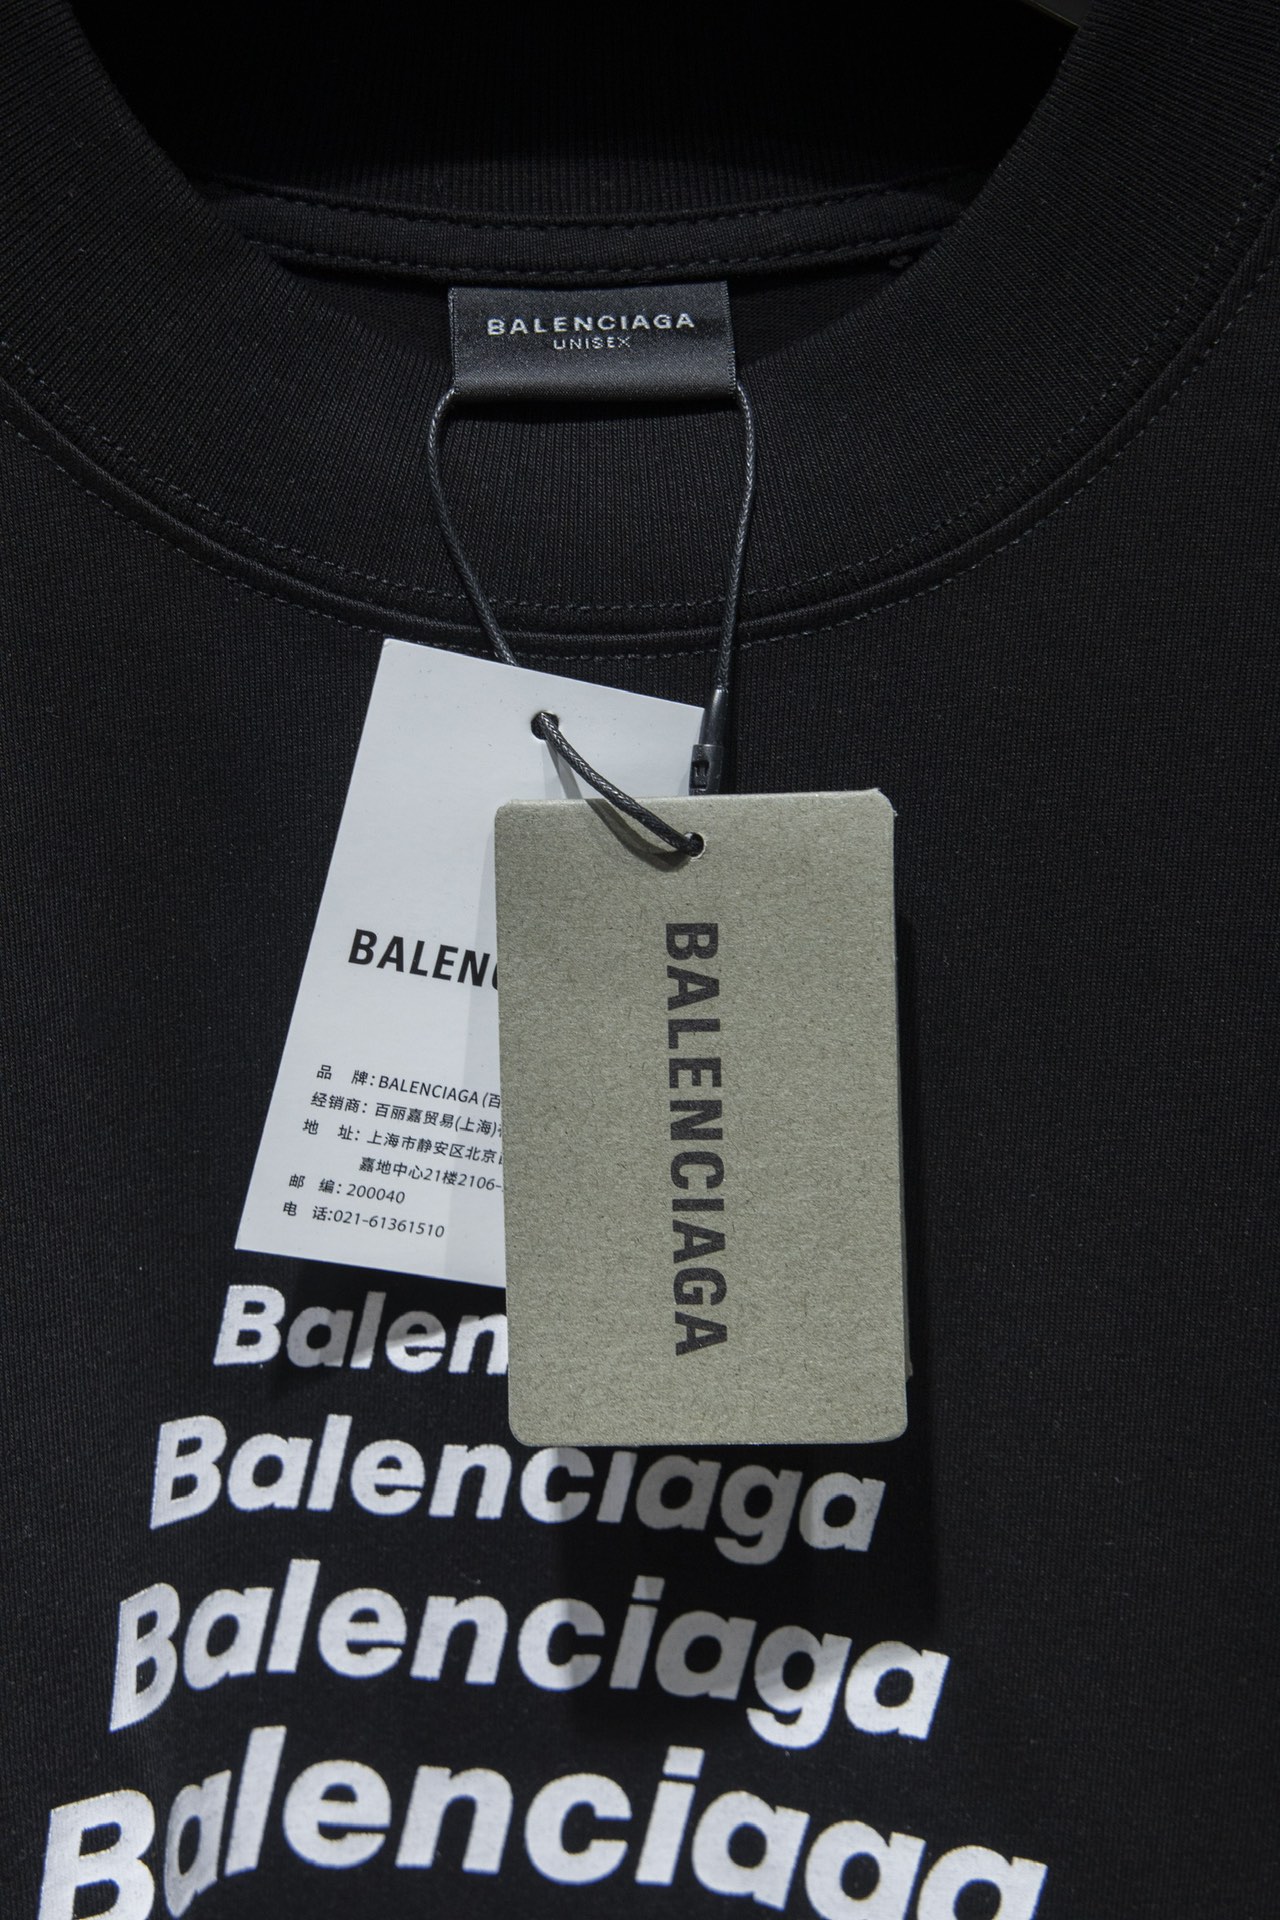 BALENCIAGA
UNISEX
BALENC
品 牌: BALENCIAGA (百
经销商: 百丽嘉贸易(上海)
地 址: 上海市静安区北京
嘉地中心21楼2106-
邮 编: 200040
电 话:021-61361510
BALENCIAGA
Balen
Balenciaga
Balenciaga
Balenciaga